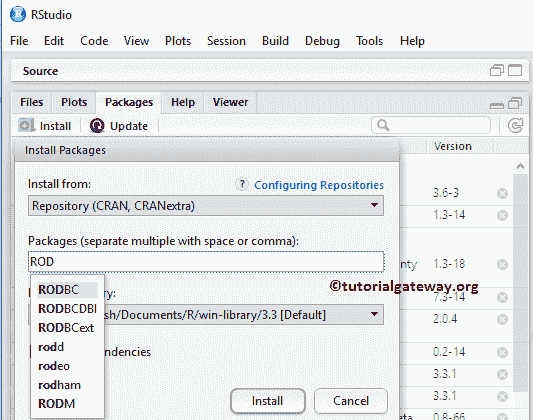 RStudio
File Edit Code View Plots Session Build Debug Tools Help
Source
Files Plots Packages Help Viewer
Install Update
Install Packages
Version
Install from:
? Configuring Repositories
Repository (CRAN, CRANextra)
3.6-3
1.3-14
Packages (separate multiple with space or comma):
ROD
1.3-18
©tutorialgateway.org
RODBC
7.3-14
RODBCDBI
/Documents/R/win-library/3.3 [Default]
2.0.4
RODBCext
rodd
0.2-14
rodeo
3.3.1
rodham
3.3.1
RODM
Install Cancel
0.8-66